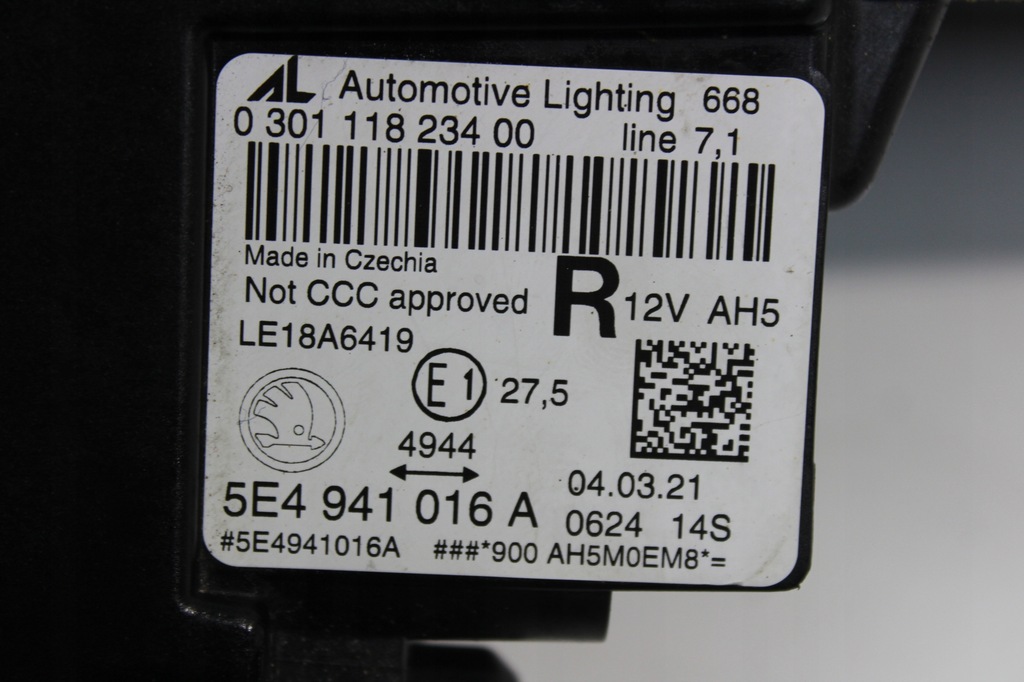 AL Automotive Lighting 668
0 301 118 234 00 line 7,1
Made in Czechia
Not CCC approved R 12V AH5
LE18A6419
E1 27,5
4944
04.03.21
5E4 941 016 A
0624 14S
#5E4941016A ###*900 AH5M0EM8*=